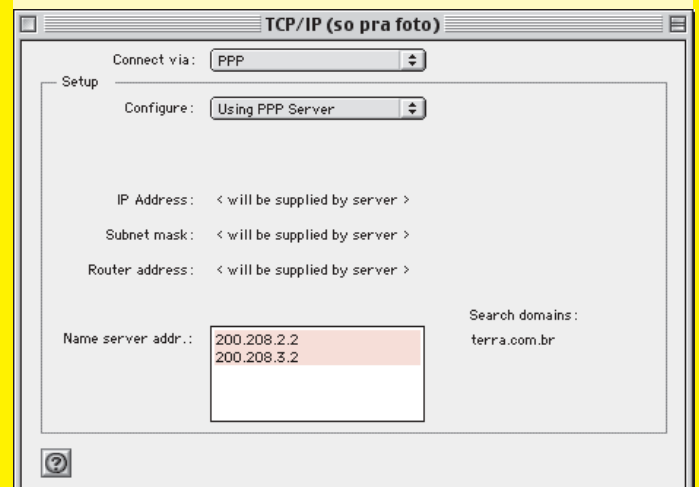 TCP/IP (so pra foto)
Connect via: PPP
Setup
Configure: Using PPP Server
IP Address: < will be supplied by server >
Subnet mask: < will be supplied by server >
Router address: < will be supplied by server >
Search domains:
Name server addr.: 200.208.2.2
terra.com.br
200.208.3.2
?